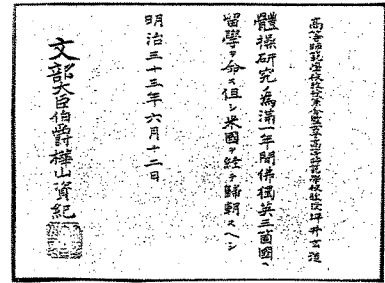 高等師範學校教授兼女子高等師範學校教授坪井玄道
體操研究ノ為滿一年間佛獨英三箇國ヘ
留學ヲ命ス但シ米國ヲ経テ歸朝スヘシ
明治三十三年六月十二日
文部大臣伯爵樺山資紀